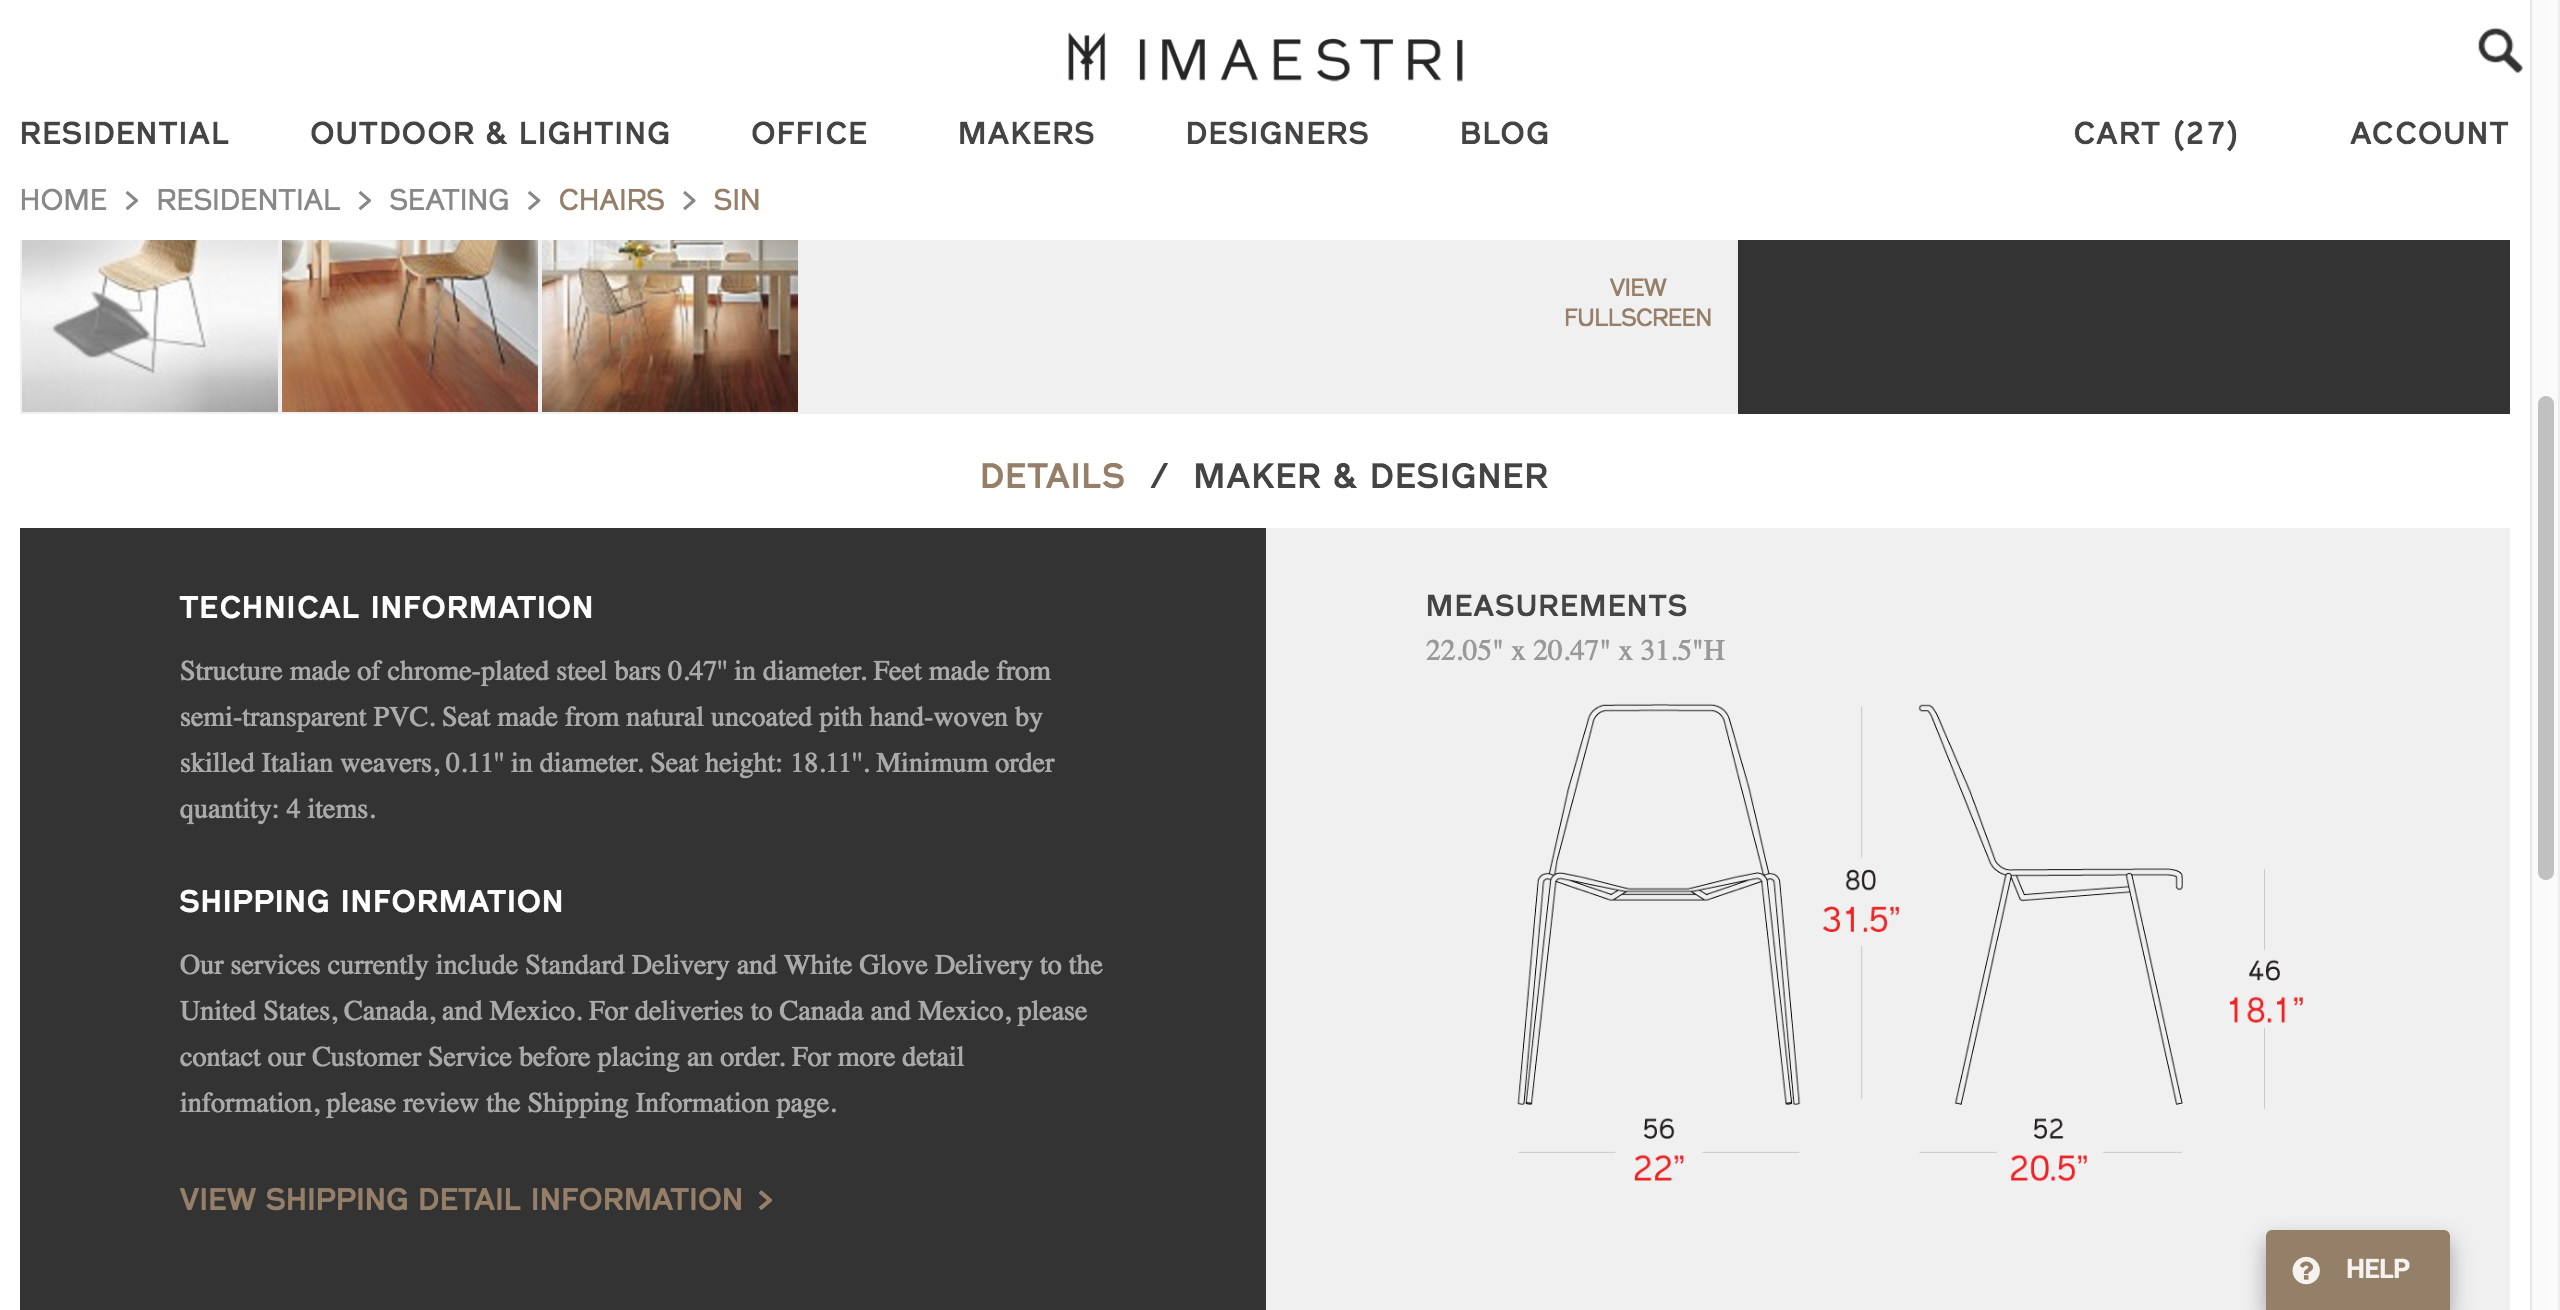 IMAESTRI
RESIDENTIAL OUTDOOR & LIGHTING OFFICE MAKERS DESIGNERS BLOG CART (27) ACCOUNT
HOME > RESIDENTIAL > SEATING > CHAIRS > SIN
VIEW
FULLSCREEN
DETAILS / MAKER & DESIGNER
TECHNICAL INFORMATION
Structure made of chrome-plated steel bars 0.47" in diameter. Feet made from
semi-transparent PVC. Seat made from natural uncoated pith hand-woven by
skilled Italian weavers, 0.11" in diameter. Seat height: 18.11". Minimum order
quantity: 4 items.
SHIPPING INFORMATION
Our services currently include Standard Delivery and White Glove Delivery to the
United States, Canada, and Mexico. For deliveries to Canada and Mexico, please
contact our Customer Service before placing an order. For more detail
information, please review the Shipping Information page.
VIEW SHIPPING DETAIL INFORMATION >
MEASUREMENTS
22.05" x 20.47" x 31.5"H
80
31.5”
46
18.1”
56
22”
52
20.5”
? HELP